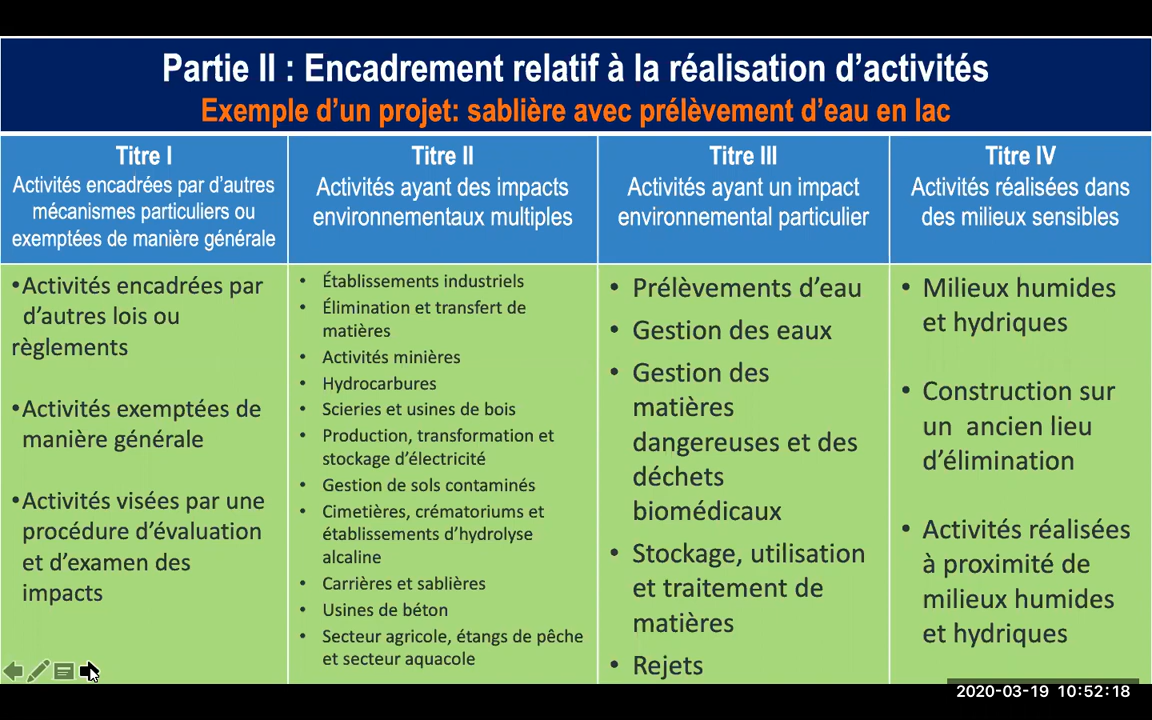 Partie II : Encadrement relatif à la réalisation d’activités
Exemple d’un projet: sablière avec prélèvement d’eau en lac
Titre I
Activités encadrées par d’autres
mécanismes particuliers ou
exemptées de manière générale
•Activités encadrées par
d’autres lois ou
règlements
•Activités exemptées de
manière générale
•Activités visées par une
procédure d’évaluation
et d’examen des
impacts
Titre II
Activités ayant des impacts
environnementaux multiples
• Établissements industriels
• Élimination et transfert de
matières
• Activités minières
• Hydrocarbures
• Scieries et usines de bois
• Production, transformation et
stockage d’électricité
• Gestion de sols contaminés
• Cimetières, crématoriums et
établissements d’hydrolyse
alcaline
• Carrières et sablières
• Usines de béton
• Secteur agricole, étangs de pêche
et secteur aquacole
Titre III
Activités ayant un impact
environnemental particulier
• Prélèvements d’eau
• Gestion des eaux
• Gestion des
matières
dangereuses et des
déchets
biomédicaux
• Stockage, utilisation
et traitement de
matières
• Rejets
Titre IV
Activités réalisées dans
des milieux sensibles
• Milieux humides
et hydriques
• Construction sur
un ancien lieu
d’élimination
• Activités réalisées
à proximité de
milieux humides
et hydriques
2020-03-19 10:52:18